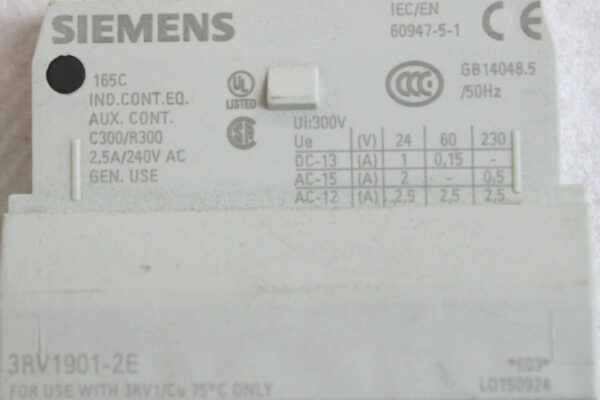 SIEMENS
IEC/EN
60947-5-1
CE
165C
IND.CONT.EQ.
AUX. CONT.
C300/R300
2,5A/240V AC
GEN. USE
UL
LISTED
CCC
GB14048.5
/50Hz
UI:300V
Ue (V) 24 60 230
DC-13 (A) 1 0,15 -
AC-15 (A) 2 - 0,5
AC-12 (A) 2,5 2,5 2,5
3RV1901-2E
*E03*
FOR USE WITH 3RV1/Cu 75°C ONLY
LO150924